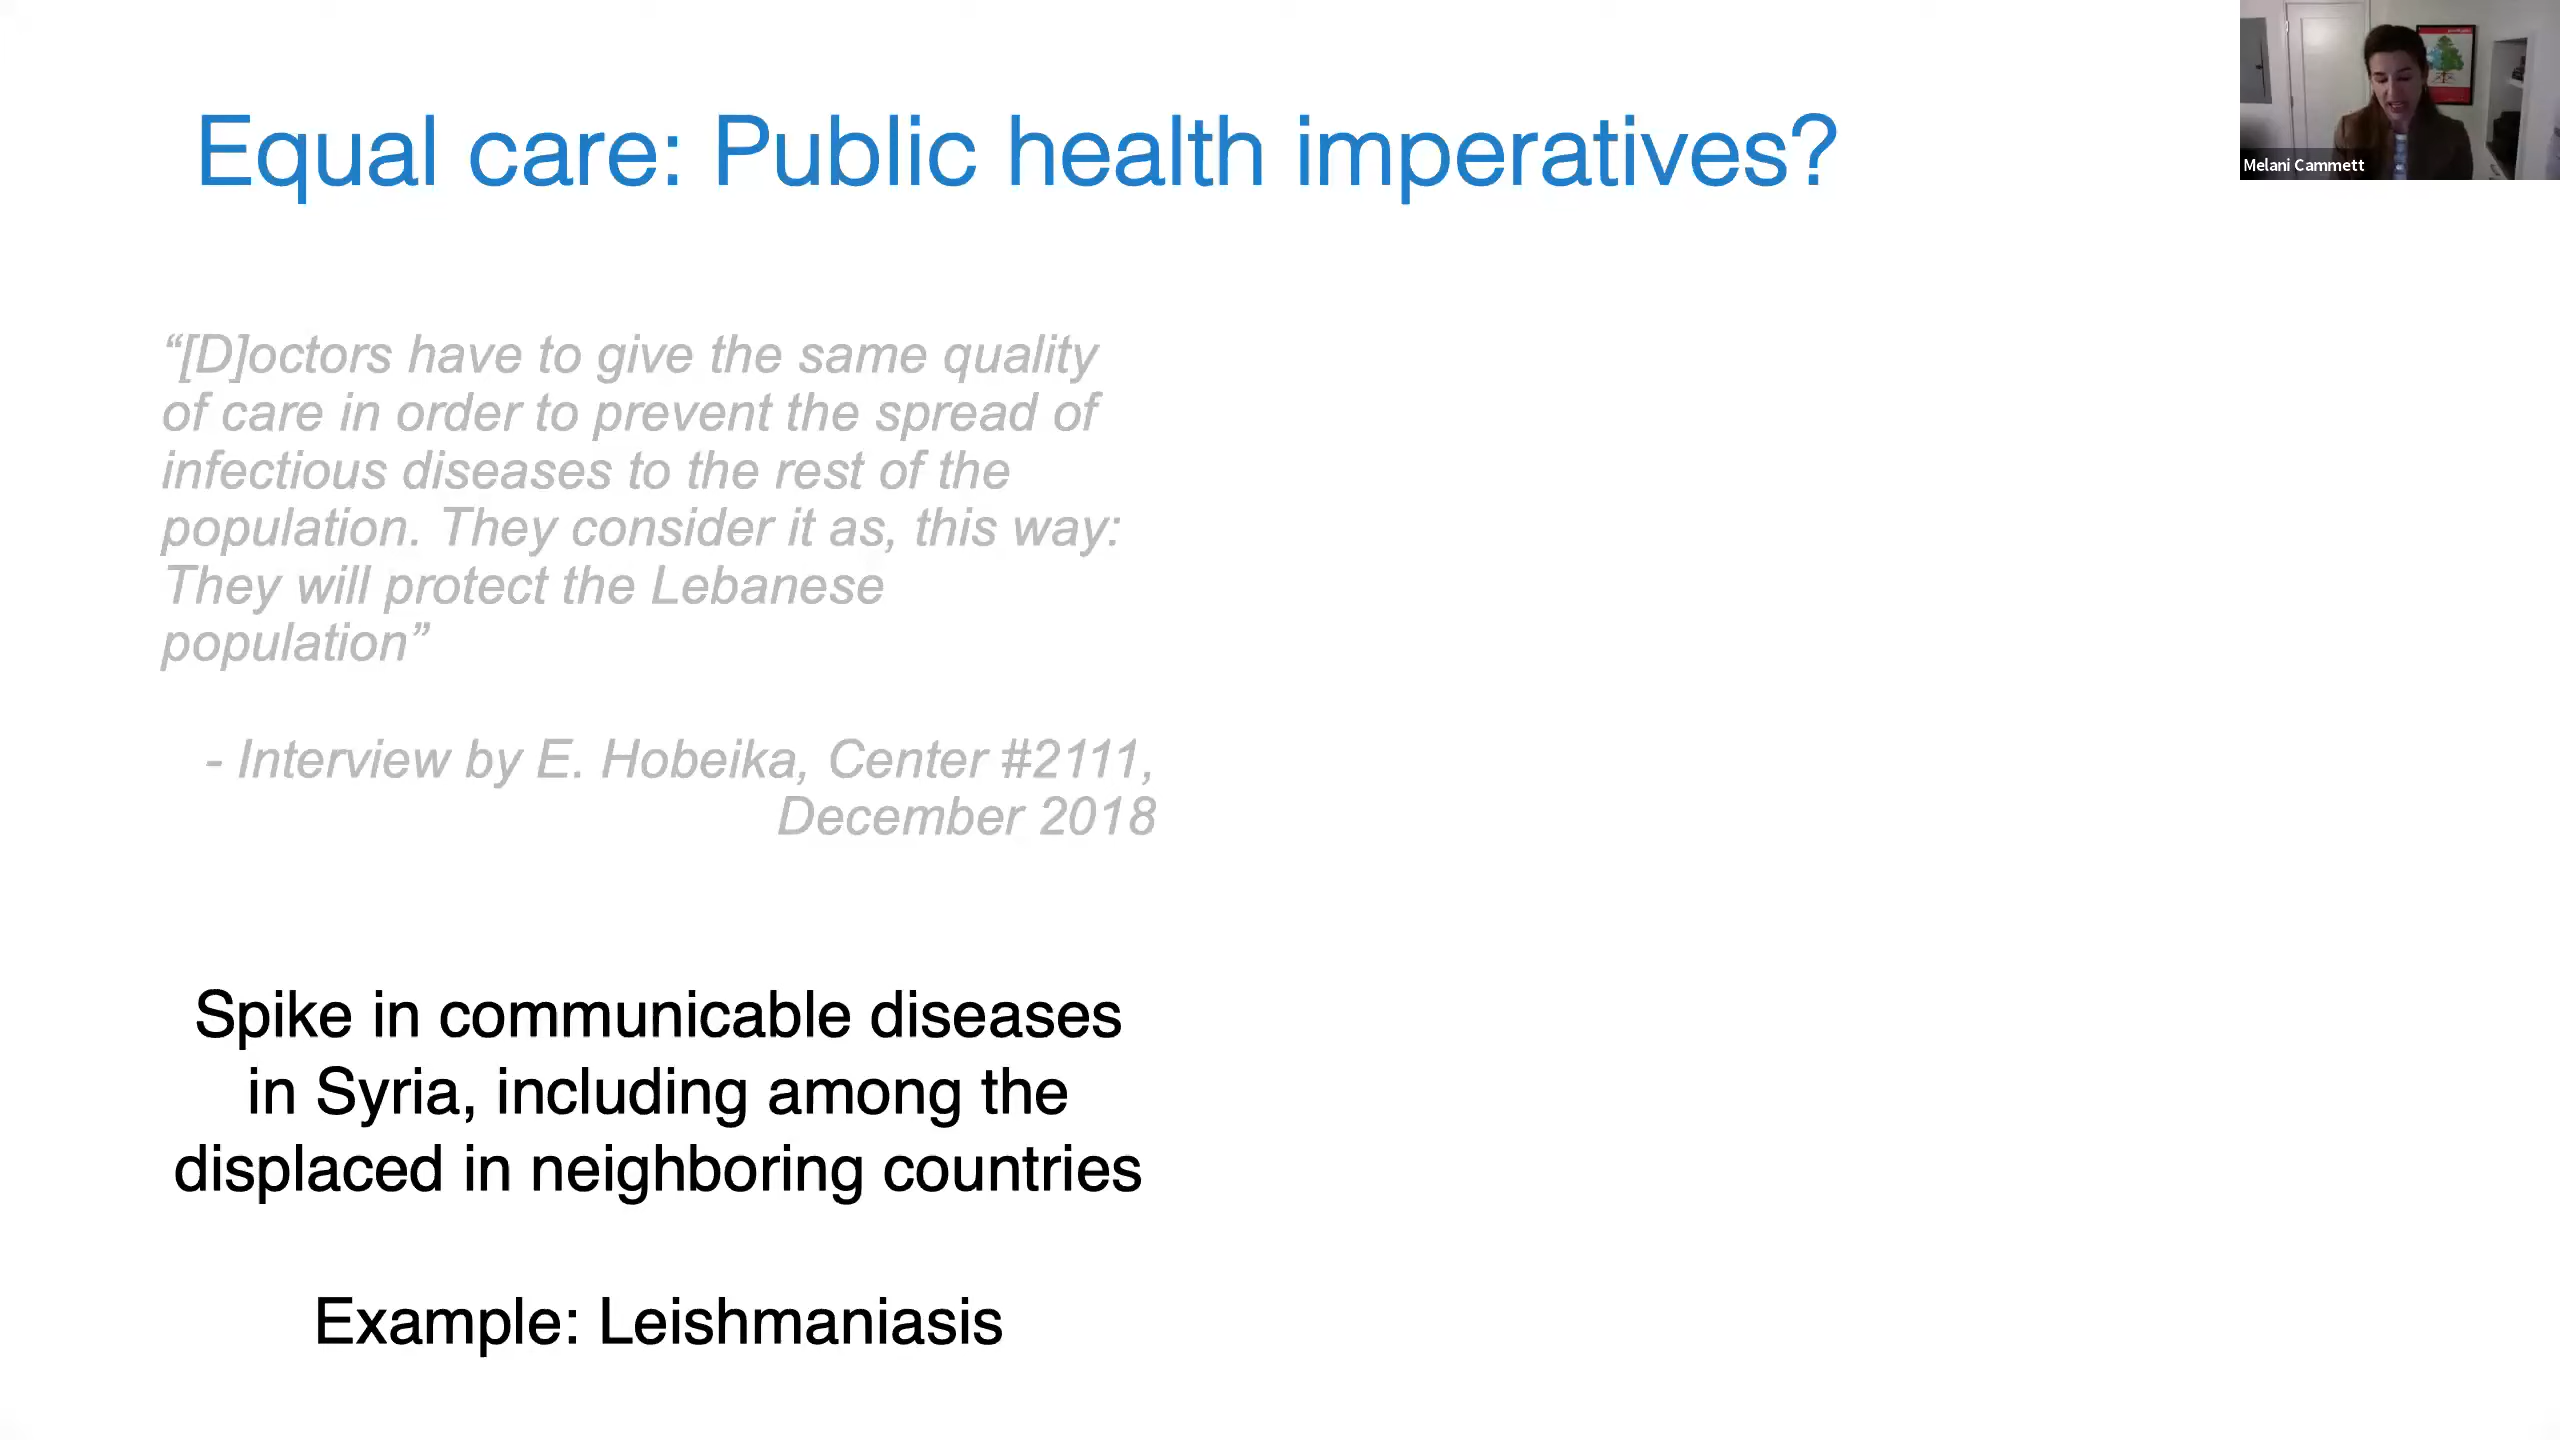 Equal care: Public health imperatives?
Melani Cammett
“[D]octors have to give the same quality
of care in order to prevent the spread of
infectious diseases to the rest of the
population. They consider it as, this way:
They will protect the Lebanese
population”
- Interview by E. Hobeika, Center #2111,
December 2018
Spike in communicable diseases
in Syria, including among the
displaced in neighboring countries
Example: Leishmaniasis